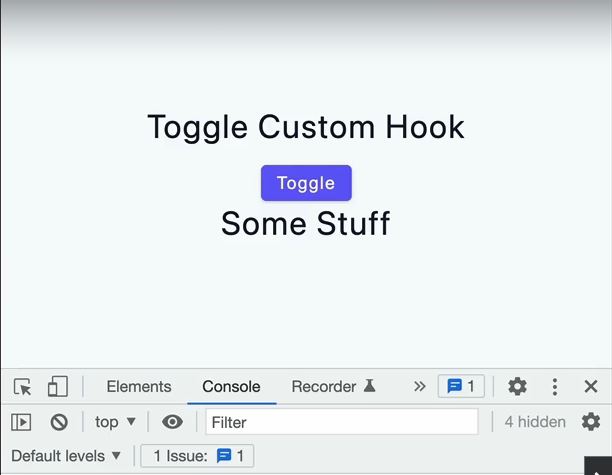 Toggle Custom Hook
Toggle
Some Stuff
Elements Console Recorder 1
top Filter 4 hidden
Default levels 1 Issue: 1